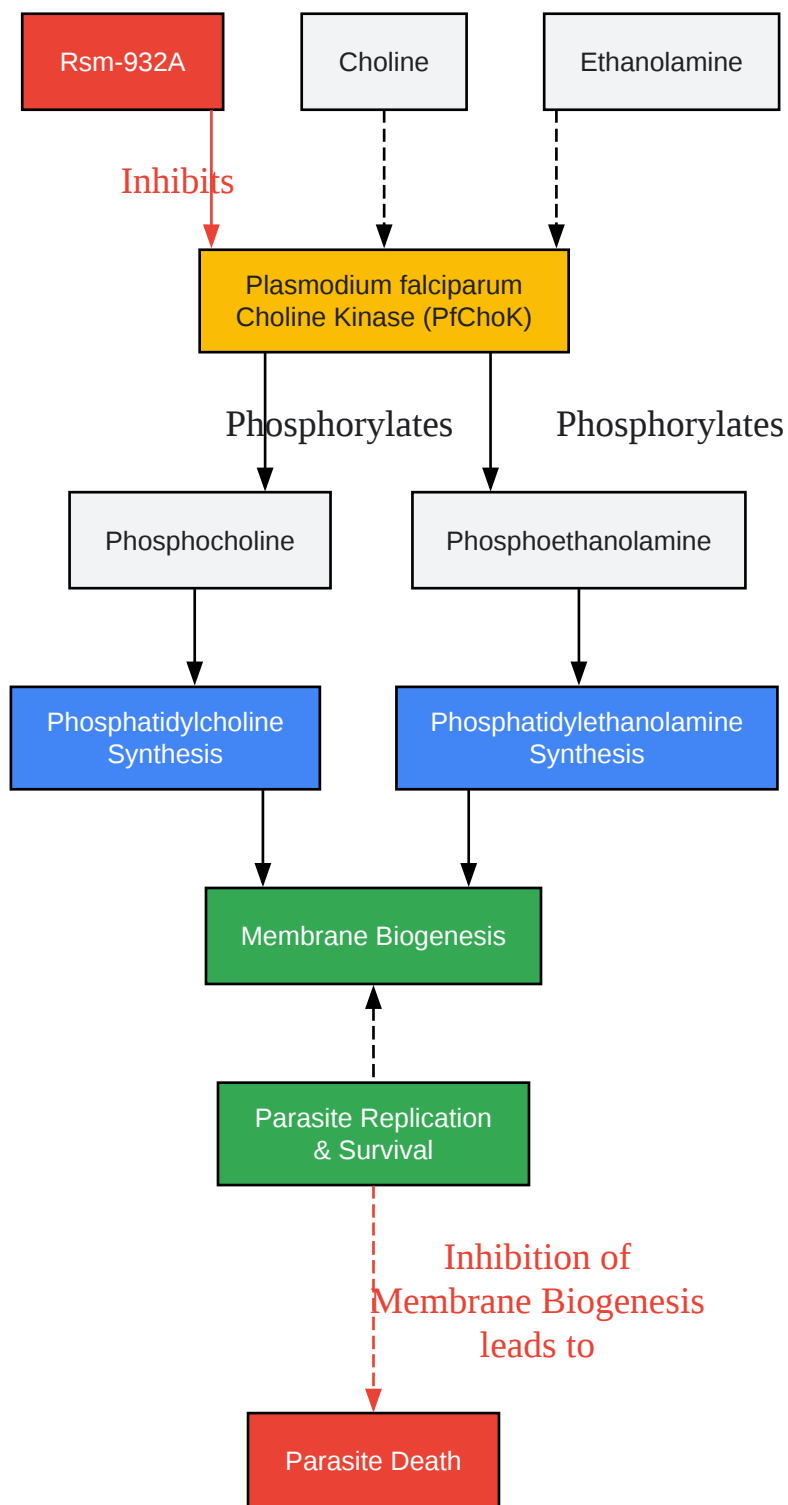 Rsm-932A
Choline
Ethanolamine
Inhibits
Plasmodium falciparum
Choline Kinase (PfChoK)
Phosphorylates
Phosphorylates
Phosphocholine
Phosphoethanolamine
Phosphatidylcholine
Synthesis
Phosphatidylethanolamine
Synthesis
Membrane Biogenesis
Parasite Replication
& Survival
Inhibition of
Membrane Biogenesis
leads to
Parasite Death